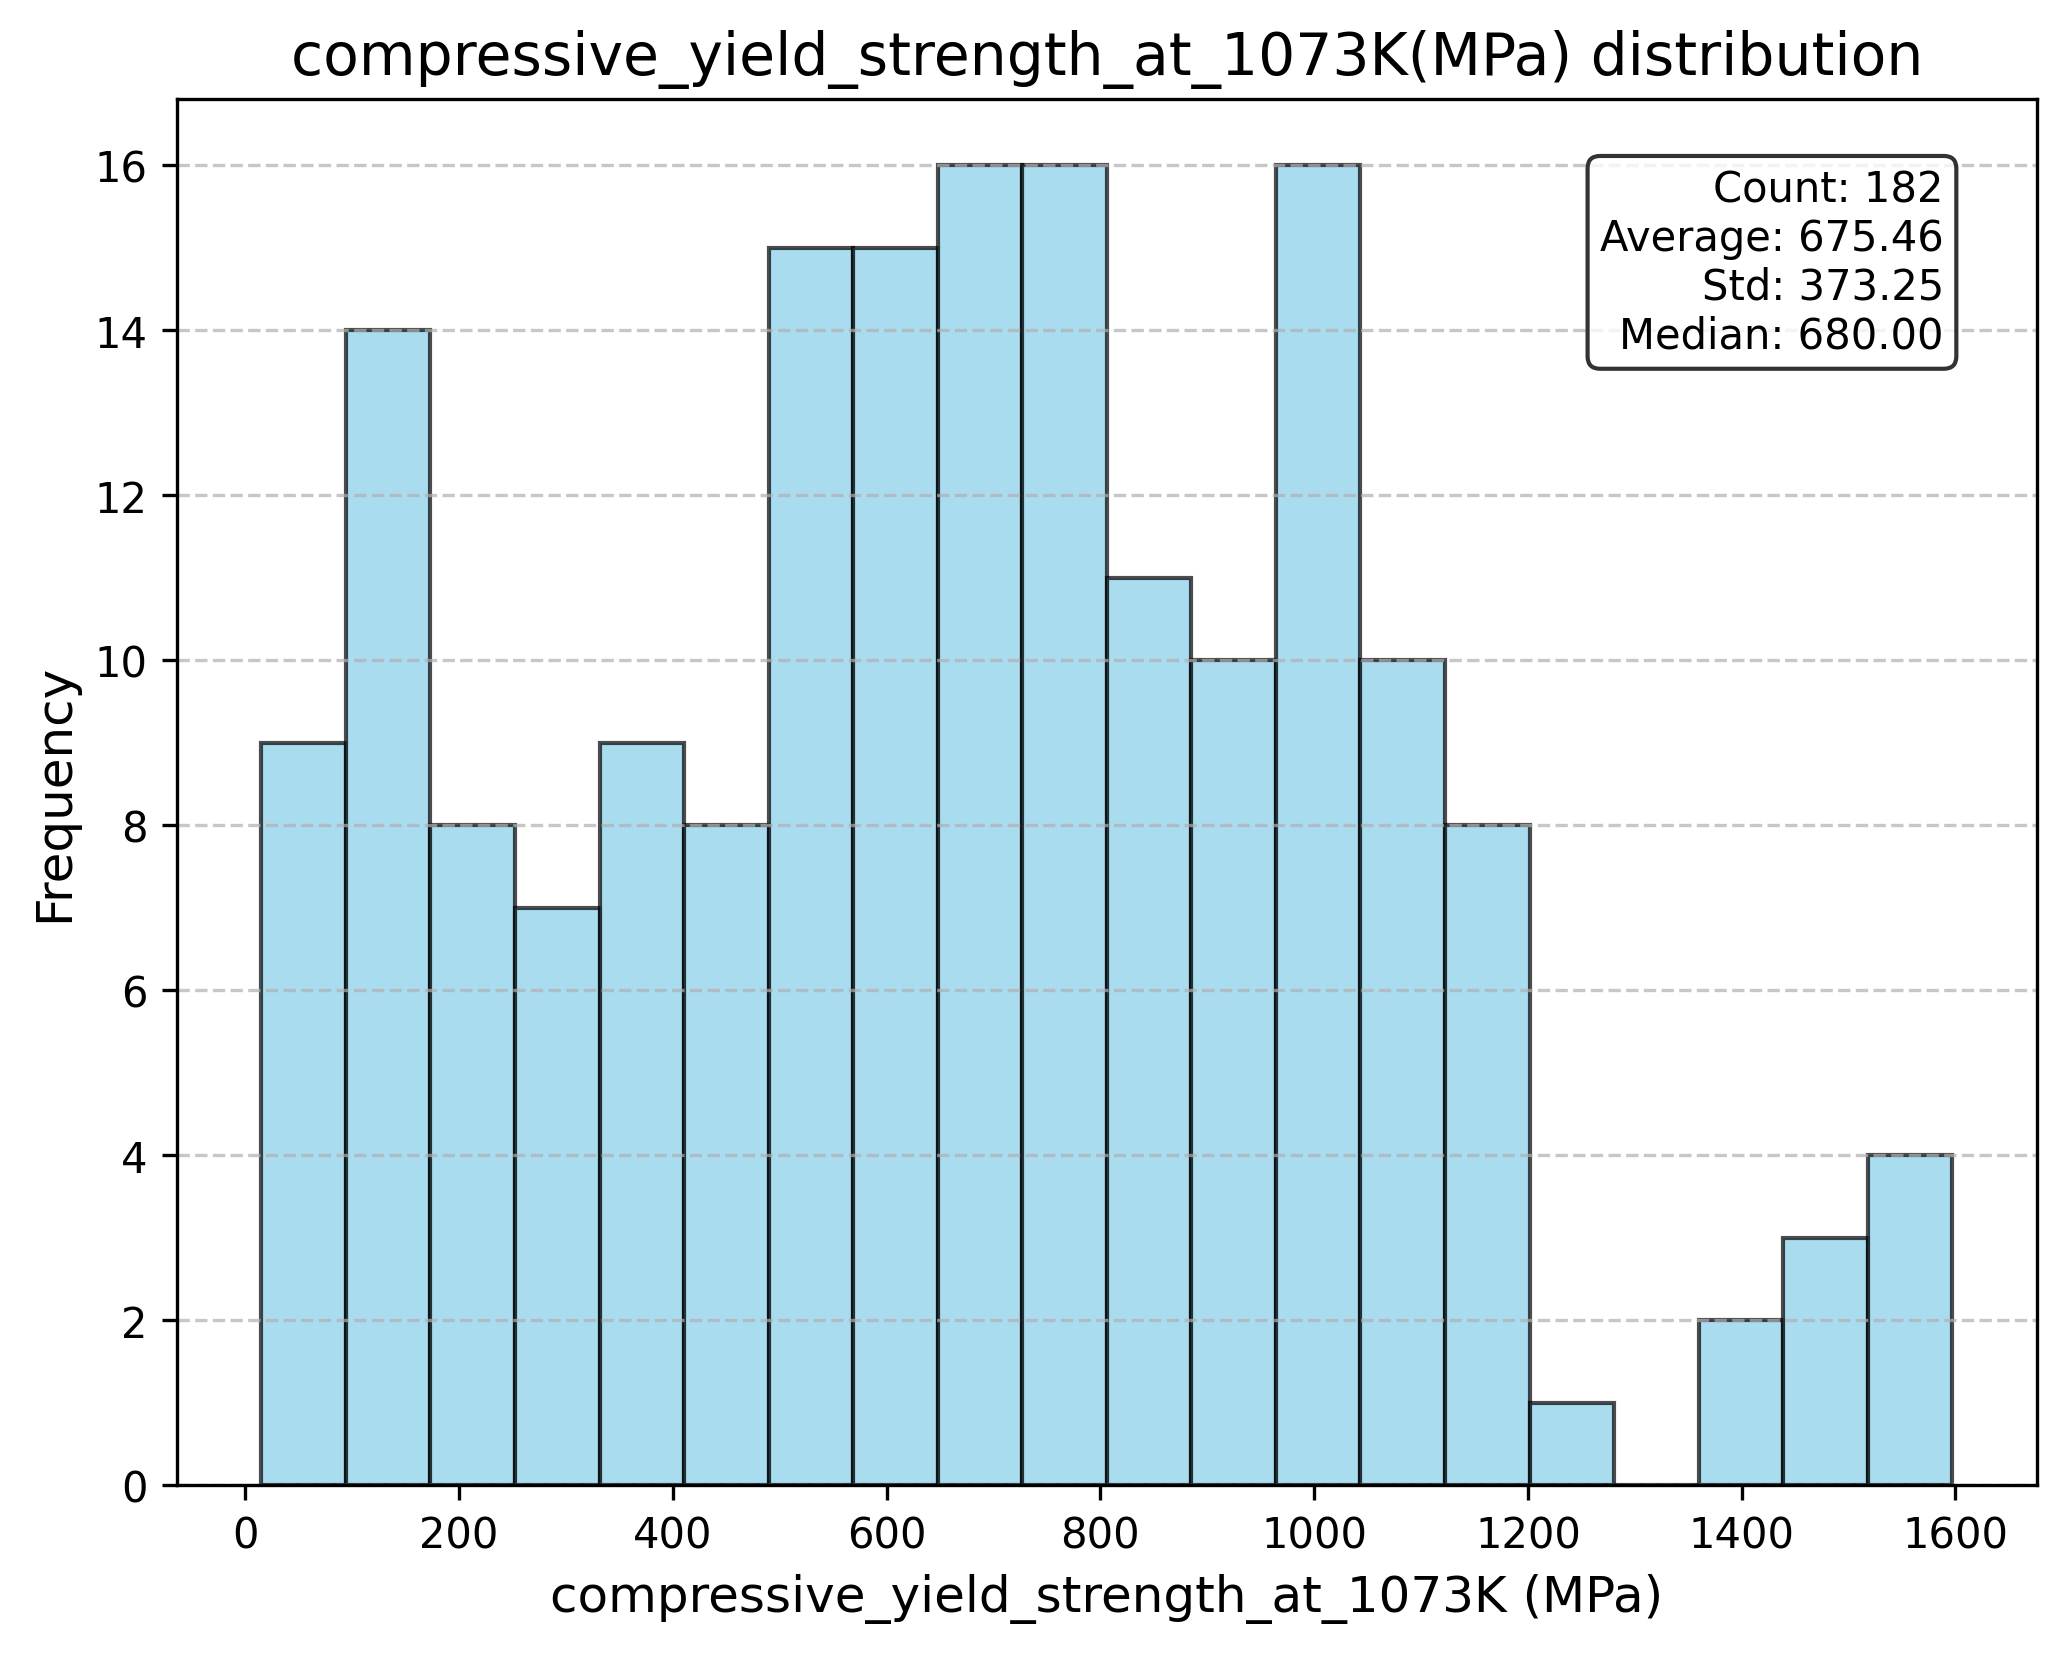 compressive_yield_strength_at_1073K(MPa) distribution
Count: 182
Average: 675.46
Std: 373.25
Median: 680.00
Frequency
16
14
12
10
8
6
4
2
0
0 200 400 600 800 1000 1200 1400 1600
compressive_yield_strength_at_1073K (MPa)